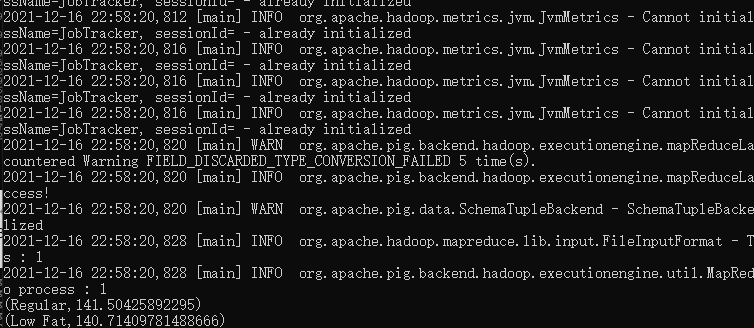 ssName=JobTracker, sessionId= - already initialized
2021-12-16 22:58:20,812 [main] INFO  org.apache.hadoop.metrics.jvm.JvmMetrics - Cannot initial
ssName=JobTracker, sessionId= - already initialized
2021-12-16 22:58:20,816 [main] INFO  org.apache.hadoop.metrics.jvm.JvmMetrics - Cannot initial
ssName=JobTracker, sessionId= - already initialized
2021-12-16 22:58:20,816 [main] INFO  org.apache.hadoop.metrics.jvm.JvmMetrics - Cannot initial
ssName=JobTracker, sessionId= - already initialized
2021-12-16 22:58:20,816 [main] INFO  org.apache.hadoop.metrics.jvm.JvmMetrics - Cannot initial
ssName=JobTracker, sessionId= - already initialized
2021-12-16 22:58:20,820 [main] WARN  org.apache.pig.backend.hadoop.executionengine.mapReduceLa
countered Warning FIELD_DISCARDED_TYPE_CONVERSION_FAILED 5 time(s).
2021-12-16 22:58:20,820 [main] INFO  org.apache.pig.backend.hadoop.executionengine.mapReduceLa
ccess!
2021-12-16 22:58:20,820 [main] WARN  org.apache.pig.data.SchemaTupleBackend - SchemaTupleBacke
lized
2021-12-16 22:58:20,828 [main] INFO  org.apache.hadoop.mapreduce.lib.input.FileInputFormat - T
s : 1
2021-12-16 22:58:20,828 [main] INFO  org.apache.pig.backend.hadoop.executionengine.util.MapRed
o process : 1
(Regular,141.50425892295)
(Low Fat,140.71409781488666)